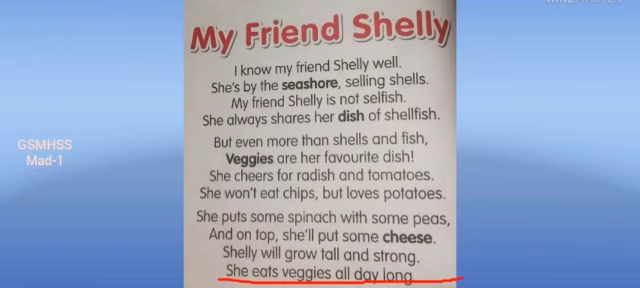 My Friend Shelly
I know my friend Shelly well.
She's by the seashore, selling shells.
My friend Shelly is not selfish.
She always shares her dish of shellfish.
But even more than shells and fish,
Veggies are her favourite dish!
She cheers for radish and tomatoes.
She won't eat chips, but loves potatoes.
She puts some spinach with some peas,
And on top, she'll put some cheese.
Shelly will grow tall and strong.
She eats veggies all day long
GSMHSS
Mad-1